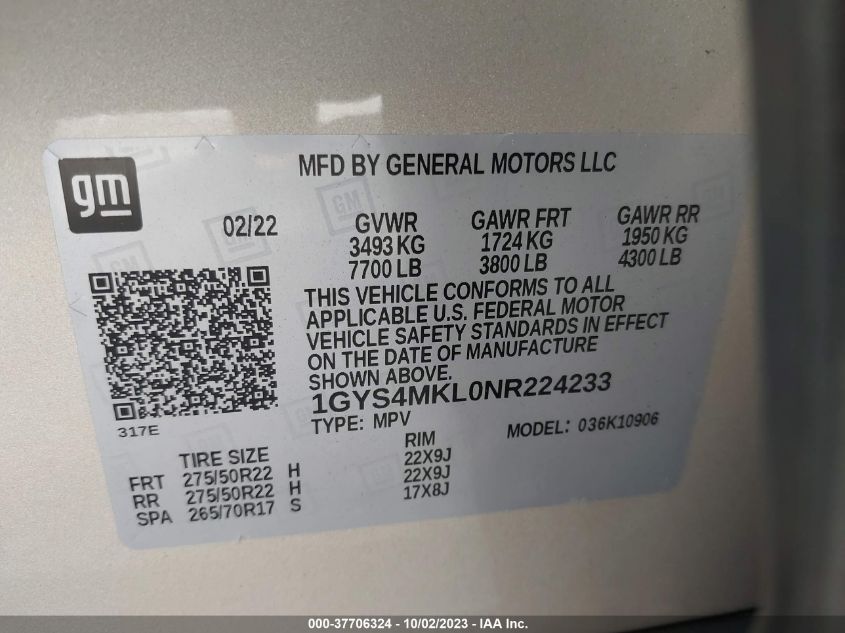 gm
MFD BY GENERAL MOTORS LLC
02/22
GVWR GAWR FRT GAWR RR
3493 KG 1724 KG 1950 KG
7700 LB 3800 LB 4300 LB
THIS VEHICLE CONFORMS TO ALL
APPLICABLE U.S. FEDERAL MOTOR
VEHICLE SAFETY STANDARDS IN EFFECT
ON THE DATE OF MANUFACTURE
SHOWN ABOVE.
1GYS4MKL0NR224233
317E
TYPE: MPV MODEL: 036K10906
TIRE SIZE RIM
FRT 275/50R22 H 22X9J
RR 275/50R22 H 22X9J
SPA 265/70R17 S 17X8J
000-37706324 - 10/02/2023 - IAA Inc.